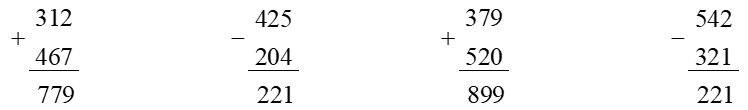 312 425 379 542
+ − + −
467 204 520 321
779 221 899 221